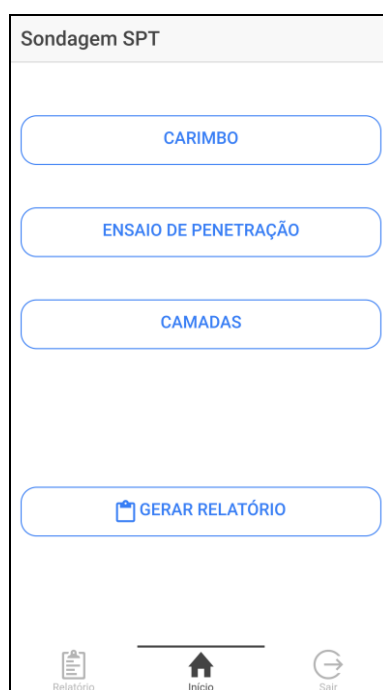 Sondagem SPT
CARIMBO
ENSAIO DE PENETRAÇÃO
CAMADAS
GERAR RELATÓRIO
Relatório Início Sair